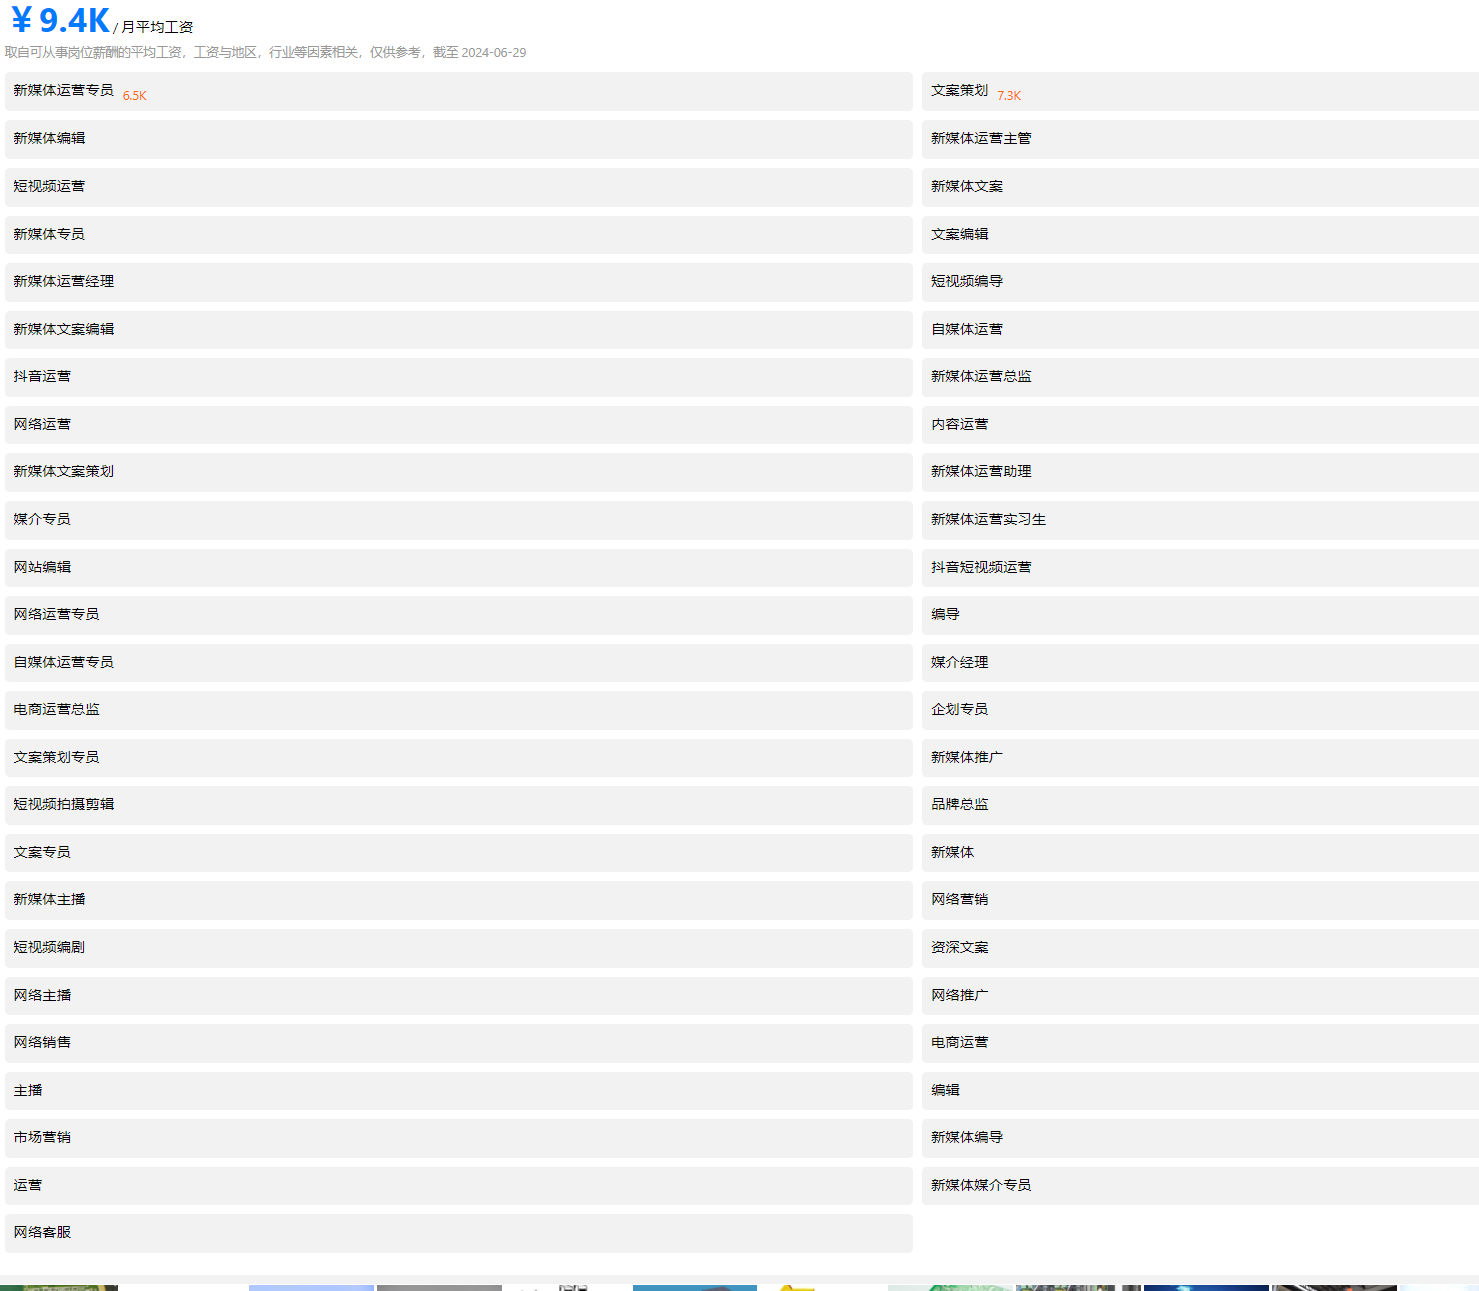 ￥9.4K / 月平均工资
取自可从事岗位薪酬的平均工资，工资与地区，行业等因素相关，仅供参考，截至 2024-06-29
新媒体运营专员 6.5K
文案策划 7.3K
新媒体编辑
新媒体运营主管
短视频运营
新媒体文案
新媒体专员
文案编辑
新媒体运营经理
短视频编导
新媒体文案编辑
自媒体运营
抖音运营
新媒体运营总监
网络运营
内容运营
新媒体文案策划
新媒体运营助理
媒介专员
新媒体运营实习生
网站编辑
抖音短视频运营
网络运营专员
编导
自媒体运营专员
媒介经理
电商运营总监
企划专员
文案策划专员
新媒体推广
短视频拍摄剪辑
品牌总监
文案专员
新媒体
新媒体主播
网络营销
短视频编剧
资深文案
网络主播
网络推广
网络销售
电商运营
主播
编辑
市场营销
新媒体编导
运营
新媒体媒介专员
网络客服